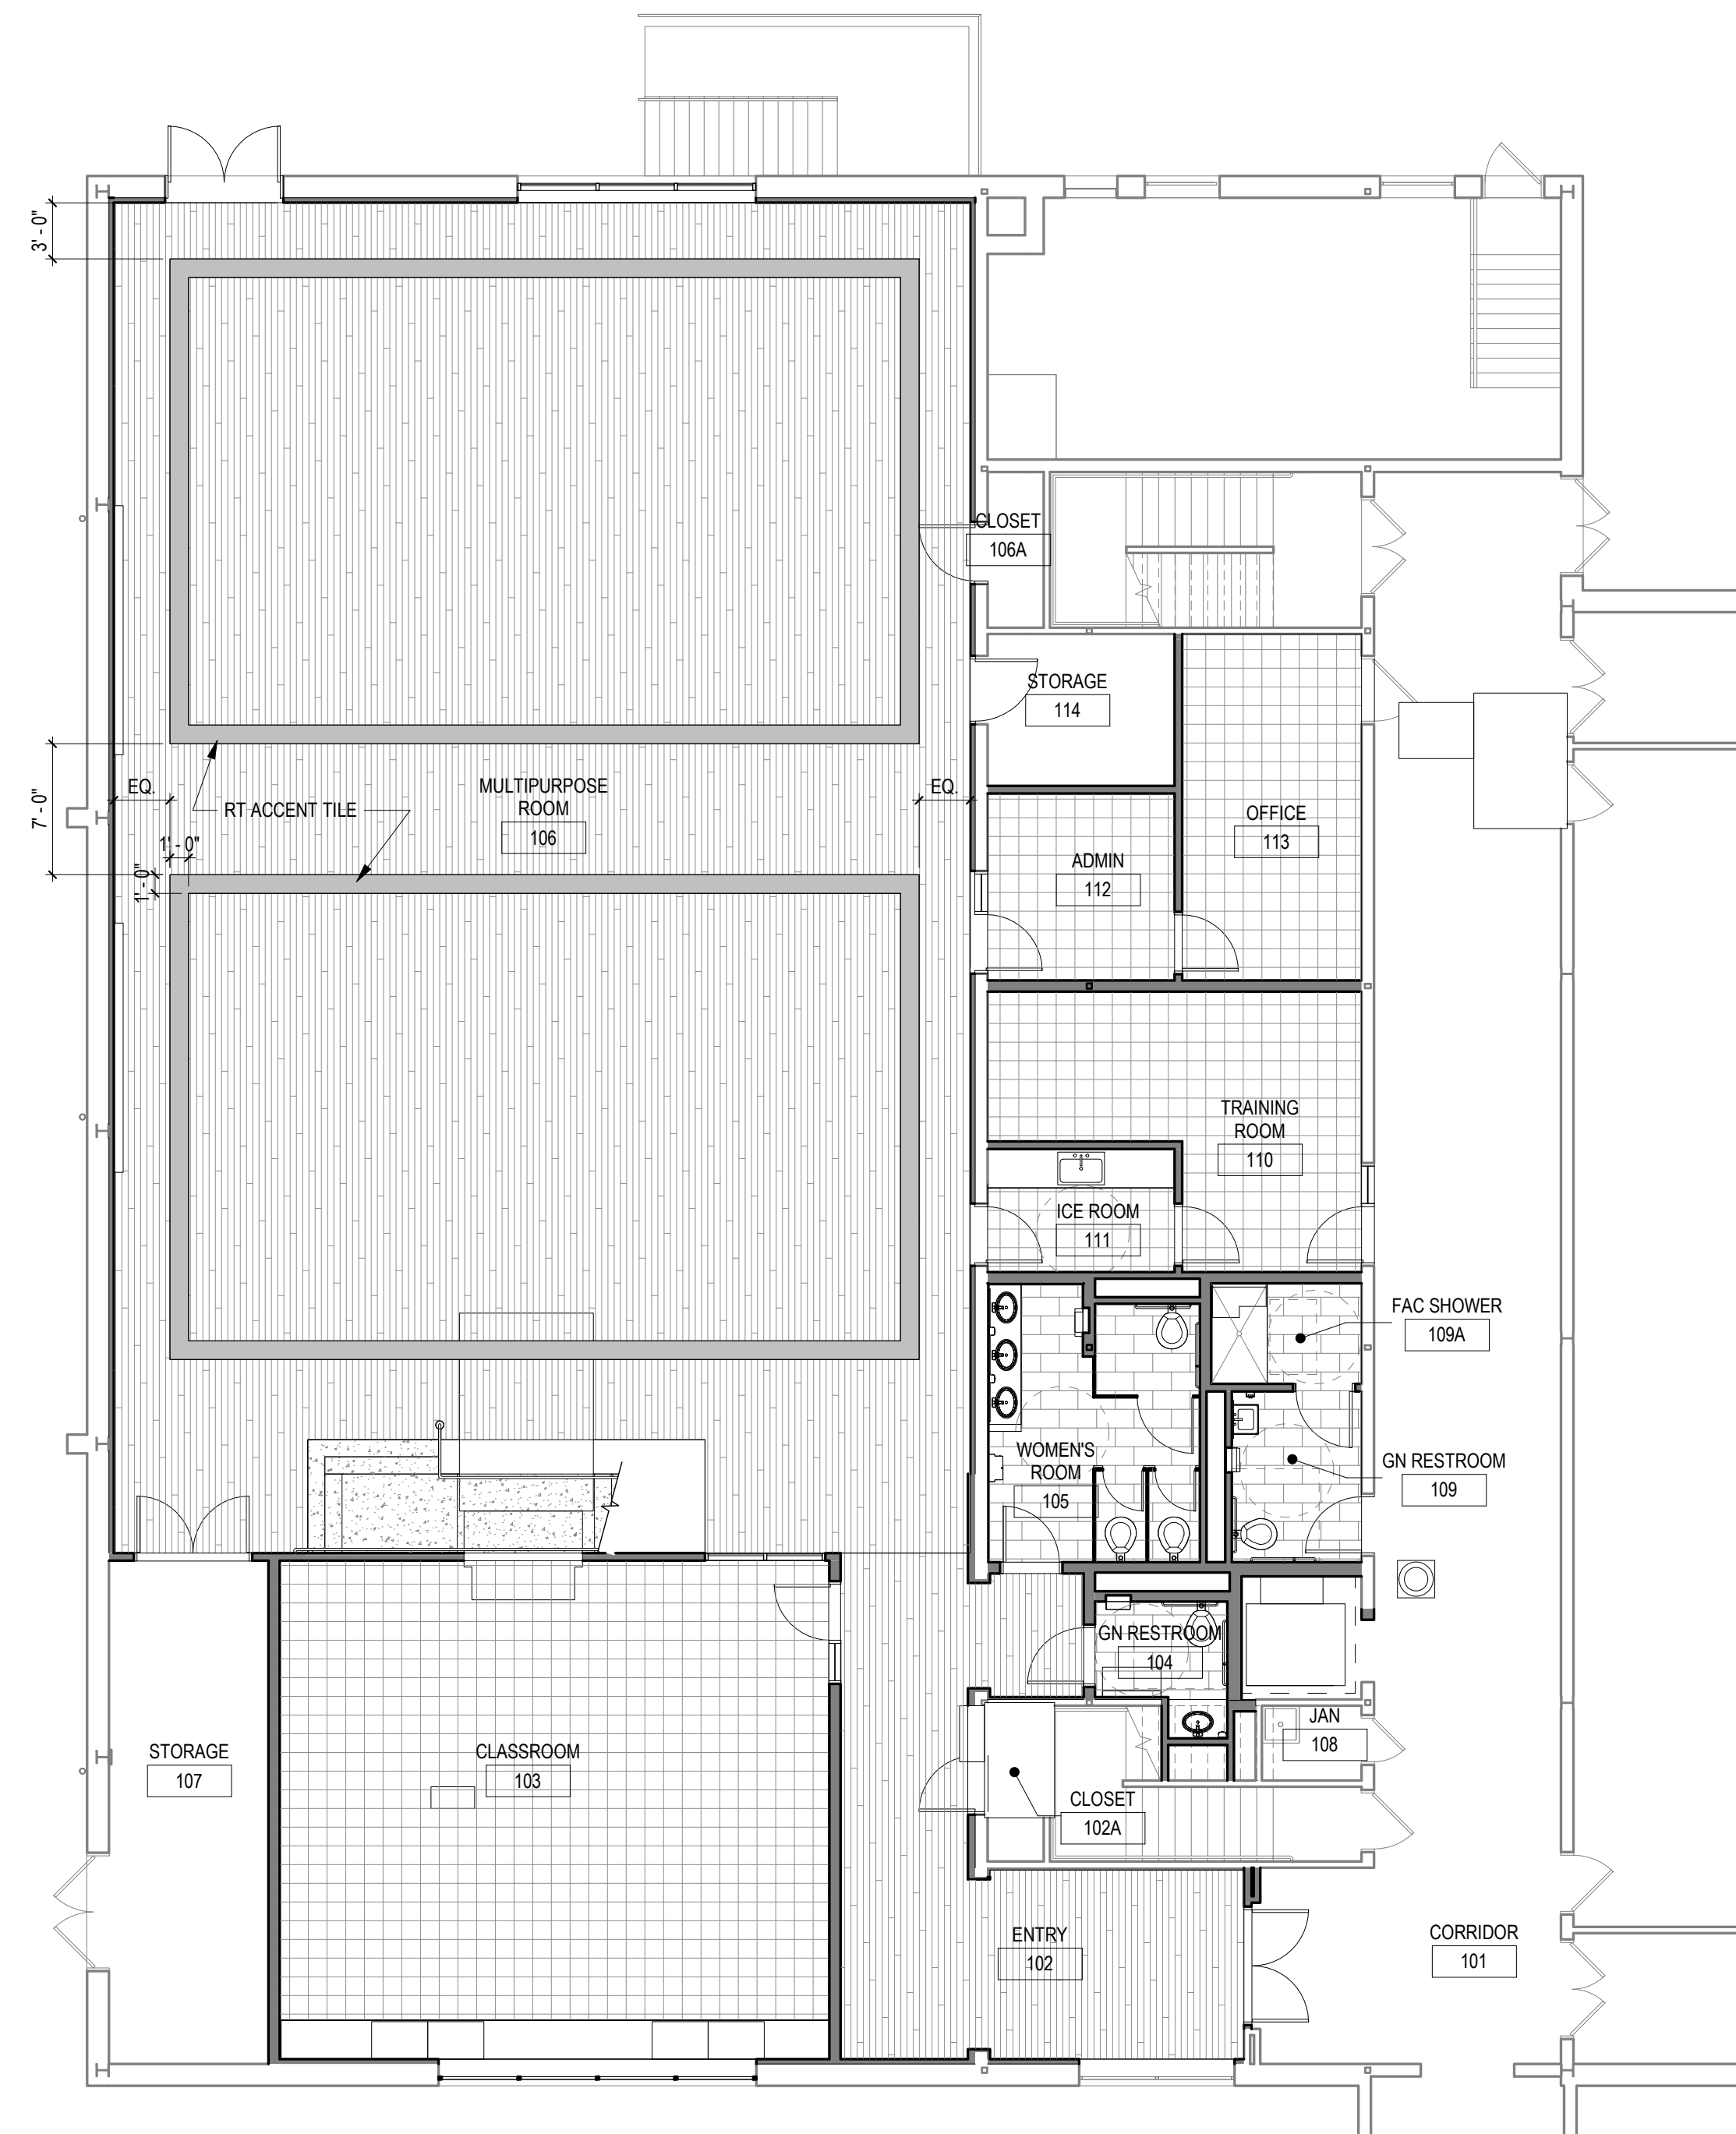 3' - 0"
CLOSET
106A
STORAGE
114
EQ.
MULTIPURPOSE
ROOM
106
EQ.
7' - 0"
RT ACCENT TILE
OFFICE
113
1' - 0"
1' - 0"
ADMIN
112
TRAINING
ROOM
110
ICE ROOM
111
FAC SHOWER
109A
WOMEN'S
ROOM
105
GN RESTROOM
109
GN RESTROOM
104
JAN
108
STORAGE
107
CLASSROOM
103
CLOSET
102A
ENTRY
102
CORRIDOR
101